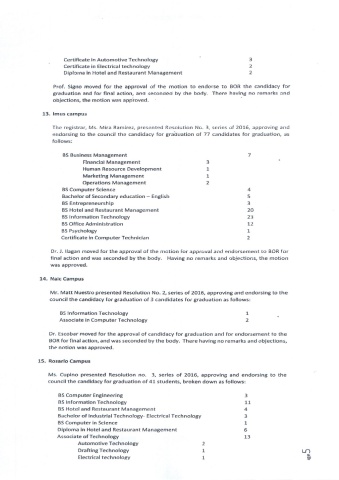 Certificate in Automotive Technology 3
Certificate in Electrical technology 2
Diploma in Hotel and Restaurant Management 2
Prof. Signo moved for the approval of the motion to endorse to BOR the candidacy for
graduation and for final action, and was seconded by the body. There having no remarks and
objections, the motion was approved.
13. Imus campus
The registrar, Ms. Mira Ramirez, presented Resolution No. 3, series of 2016, approving and
endorsing to the council the candidacy for graduation of 77 candidates for graduation, as
follows:
BS Business Management 7
Financial Management 3
Human Resource Development 1
Marketing Management 1
Operations Management 2
BS Computer Science 4
Bachelor of Secondary education – English 5
BS Entrepreneurship 3
BS Hotel and Restaurant Management 20
BS Information Technology 23
BS Office Administration 12
BS Psychology 1
Certificate in Computer Technician 2
Dr. J. Ilagan moved for the approval of the motion for approval and endorsement to BOR for
final action and was seconded by the body. Having no remarks and objections, the motion
was approved.
14. Naic Campus
Mr. Matt Nuestro presented Resolution No. 2, series of 2016, approving and endorsing to the
council the candidacy for graduation of 3 candidates for graduation as follows:
BS Information Technology 1
Associate in Computer Technology 2
Dr. Escobar moved for the approval of candidacy for graduation and for endorsement to the
BOR for final action, and was seconded by the body. There having no remarks and objections,
the motion was approved.
15. Rosario Campus
Ms. Cupino presented Resolution no. 3, series of 2016, approving and endorsing to the
council the candidacy for graduation of 41 students, broken down as follows:
BS Computer Engineering 3
BS Information Technology 11
BS Hotel and Restaurant Management 4
Bachelor of Industrial Technology- Electrical Technology 3
BS Computer in Science 1
Diploma in Hotel and Restaurant Management 6
Associate of Technology 13
Automotive Technology 2
Drafting Technology 1
Electrical technology 1